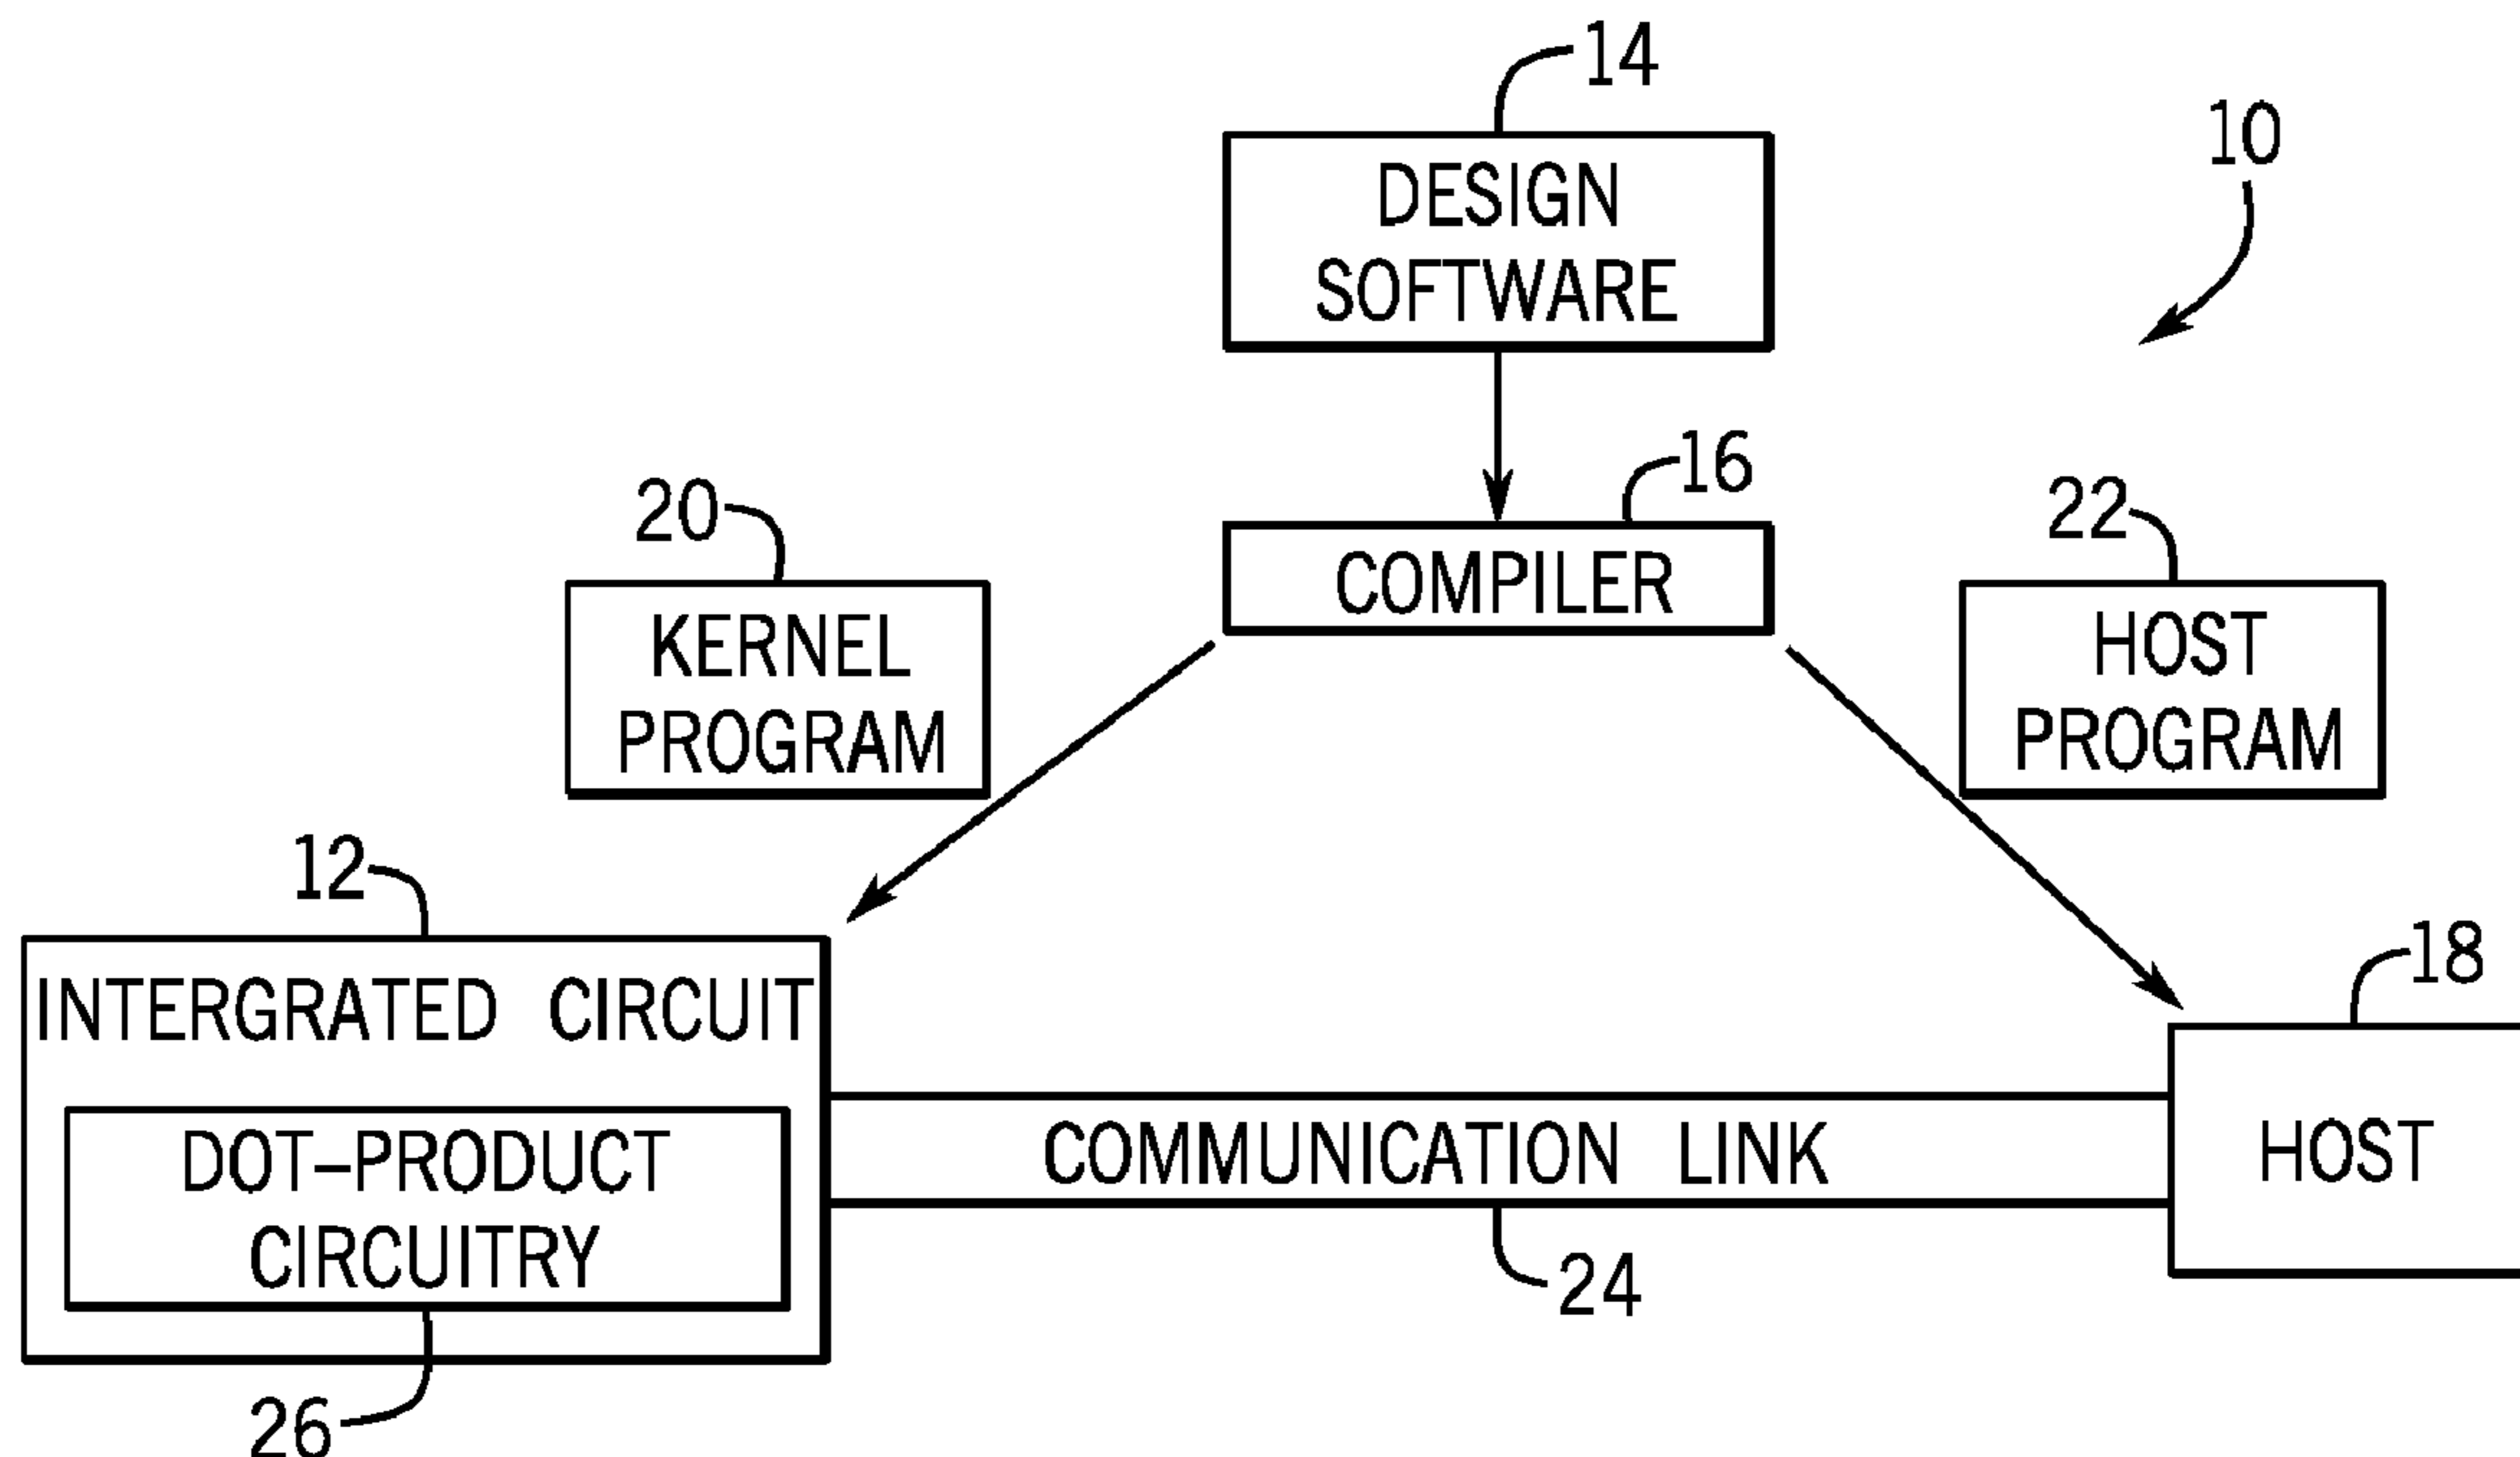 14
10
DESIGN
SOFTWARE
16
20
22
COMPILER
KERNEL
PROGRAM
HOST
PROGRAM
12
18
INTERGRATED CIRCUIT
DOT–PRODUCT
CIRCUITRY
COMMUNICATION LINK
HOST
24
26